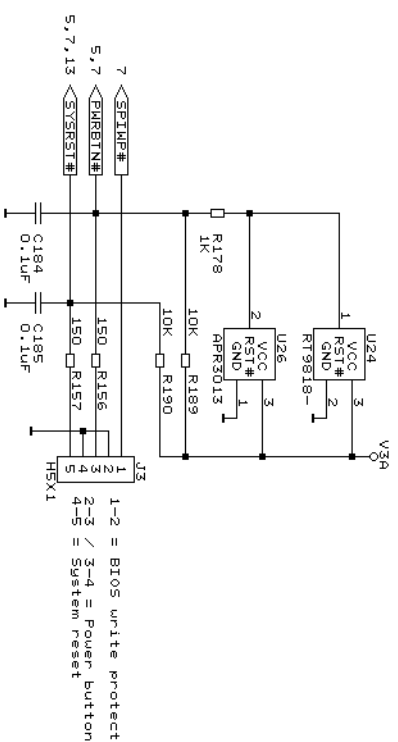 V3A
U24
1
VCC
3
RST#
GND
2
RT9818-
U26
2
VCC
3
RST#
GND
1
APR3013
R178
1K
10K
R189
10K
R190
7
SPIWP#
5,7
PWRBTN#
5,7,13
SYSRST#
C184
0.1uF
C185
0.1uF
150
R156
150
R157
J3
1
2
3
4
5
H5X1
1-2 = BIOS write protect
2-3 / 3-4 = Power button
4-5 = System reset